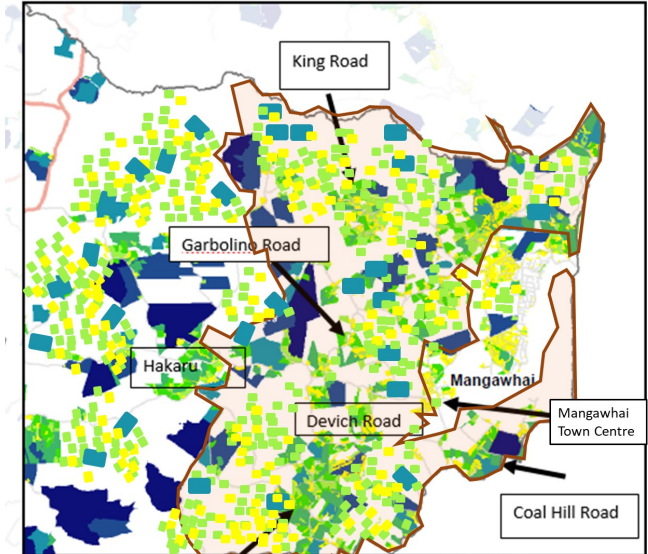 King Road
Garbolino Road
Hakaru
Mangawhai
Devich Road
Mangawhai
Town Centre
Coal Hill Road